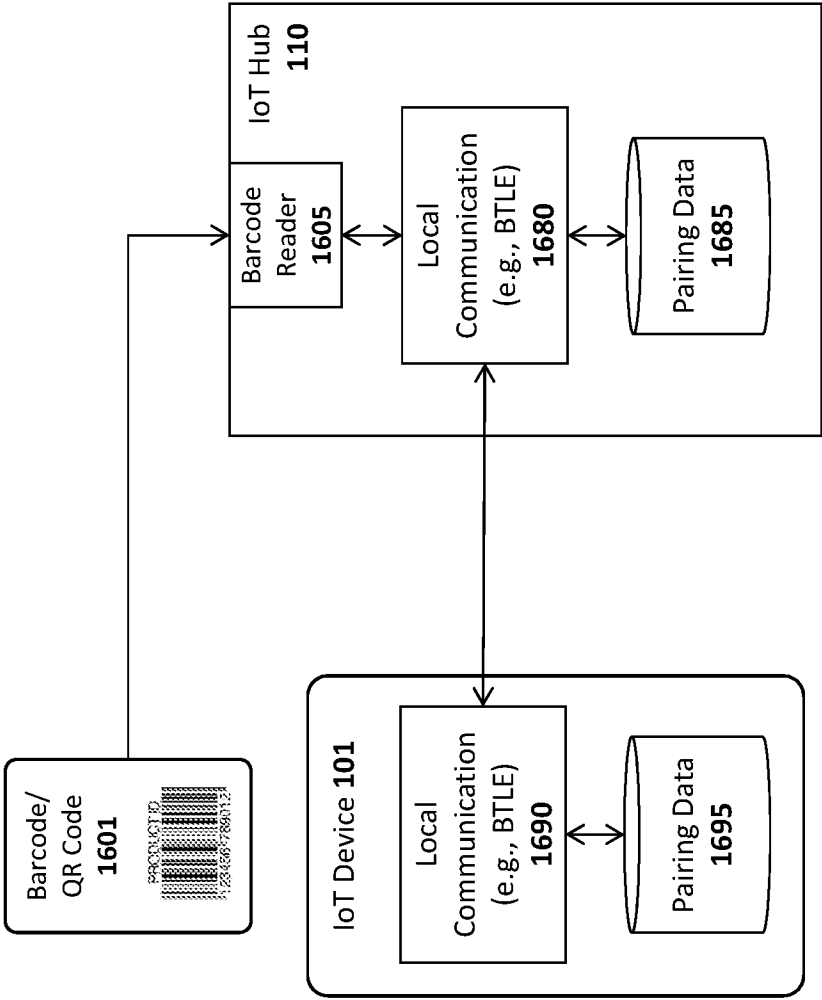 Barcode/
QR Code
1601
PRODUCT ID
IoT Hub
110
Barcode
Reader
1605
IoT Device 101
Local
Communication
(e.g., BTLE)
1690
Local
Communication
(e.g., BTLE)
1680
Pairing Data
1695
Pairing Data
1685